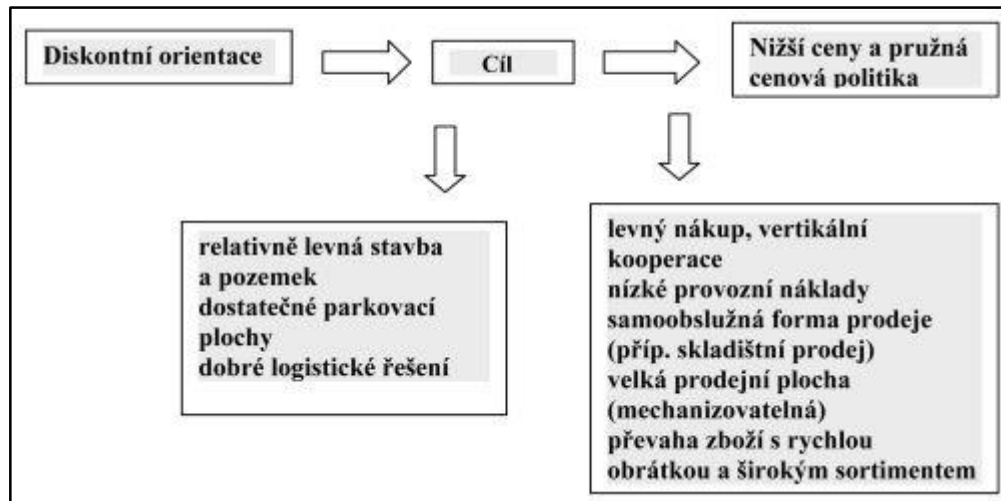 Diskontní orientace
Cíl
Nižší ceny a pružná
cenová politika
relativně levná stavba
a pozemek
dostatečné parkovací
plochy
dobré logistické řešení
levný nákup, vertikální
kooperace
nízké provozní náklady
samoobslužná forma prodeje
(příp. skladištní prodej)
velká prodejní plocha
(mechanizovatelná)
převaha zboží s rychlou
obrátkou a širokým sortimentem